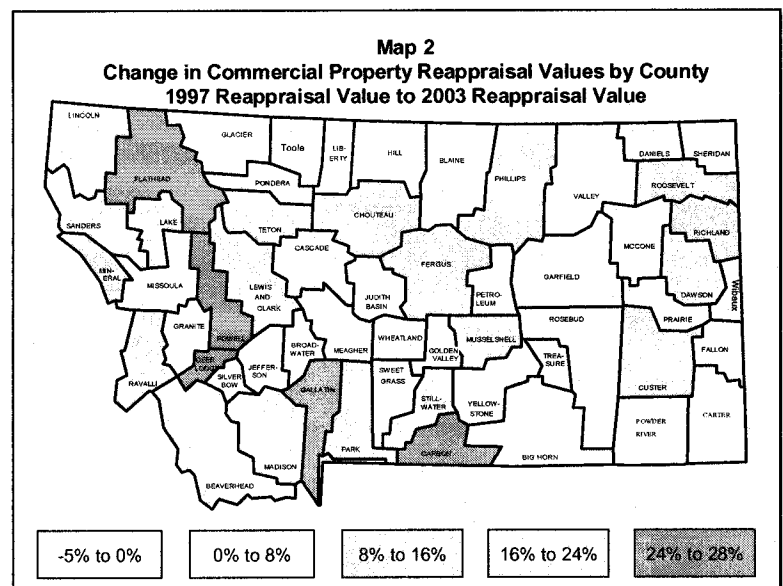 Map 2
Change in Commercial Property Reappraisal Values by County
1997 Reappraisal Value to 2003 Reappraisal Value
LINCOLN
GLACIER
Toole
LIB-
ERTY
HILL
BLAINE
PHILLIPS
VALLEY
DANIELS
SHERIDAN
FLATHEAD
PONDERA
ROOSEVELT
SANDERS
LAKE
TETON
CHOUTEAU
RICHLAND
MIN-
ERAL
MISSOULA
LEWIS
AND
CLARK
CASCADE
JUDITH
BASIN
FERGUS
PETRO-
LEUM
GARFIELD
MCCONE
DAWSON
Wibaux
POWELL
GRANITE
BROAD-
WATER
MEAGHER
WHEATLAND
GOLDEN
VALLEY
MUSSELSHELL
ROSEBUD
TREA-
SURE
PRAIRIE
FALLON
RAVALLI
DEER
LODGE
SILVER
BOW
JEFFER-
SON
GALLATIN
SWEET
GRASS
STILL-
WATER
YELLOW-
STONE
CUSTER
BEAVERHEAD
MADISON
PARK
CARBON
BIG HORN
POWDER
RIVER
CARTER
-5% to 0%
0% to 8%
8% to 16%
16% to 24%
24% to 28%